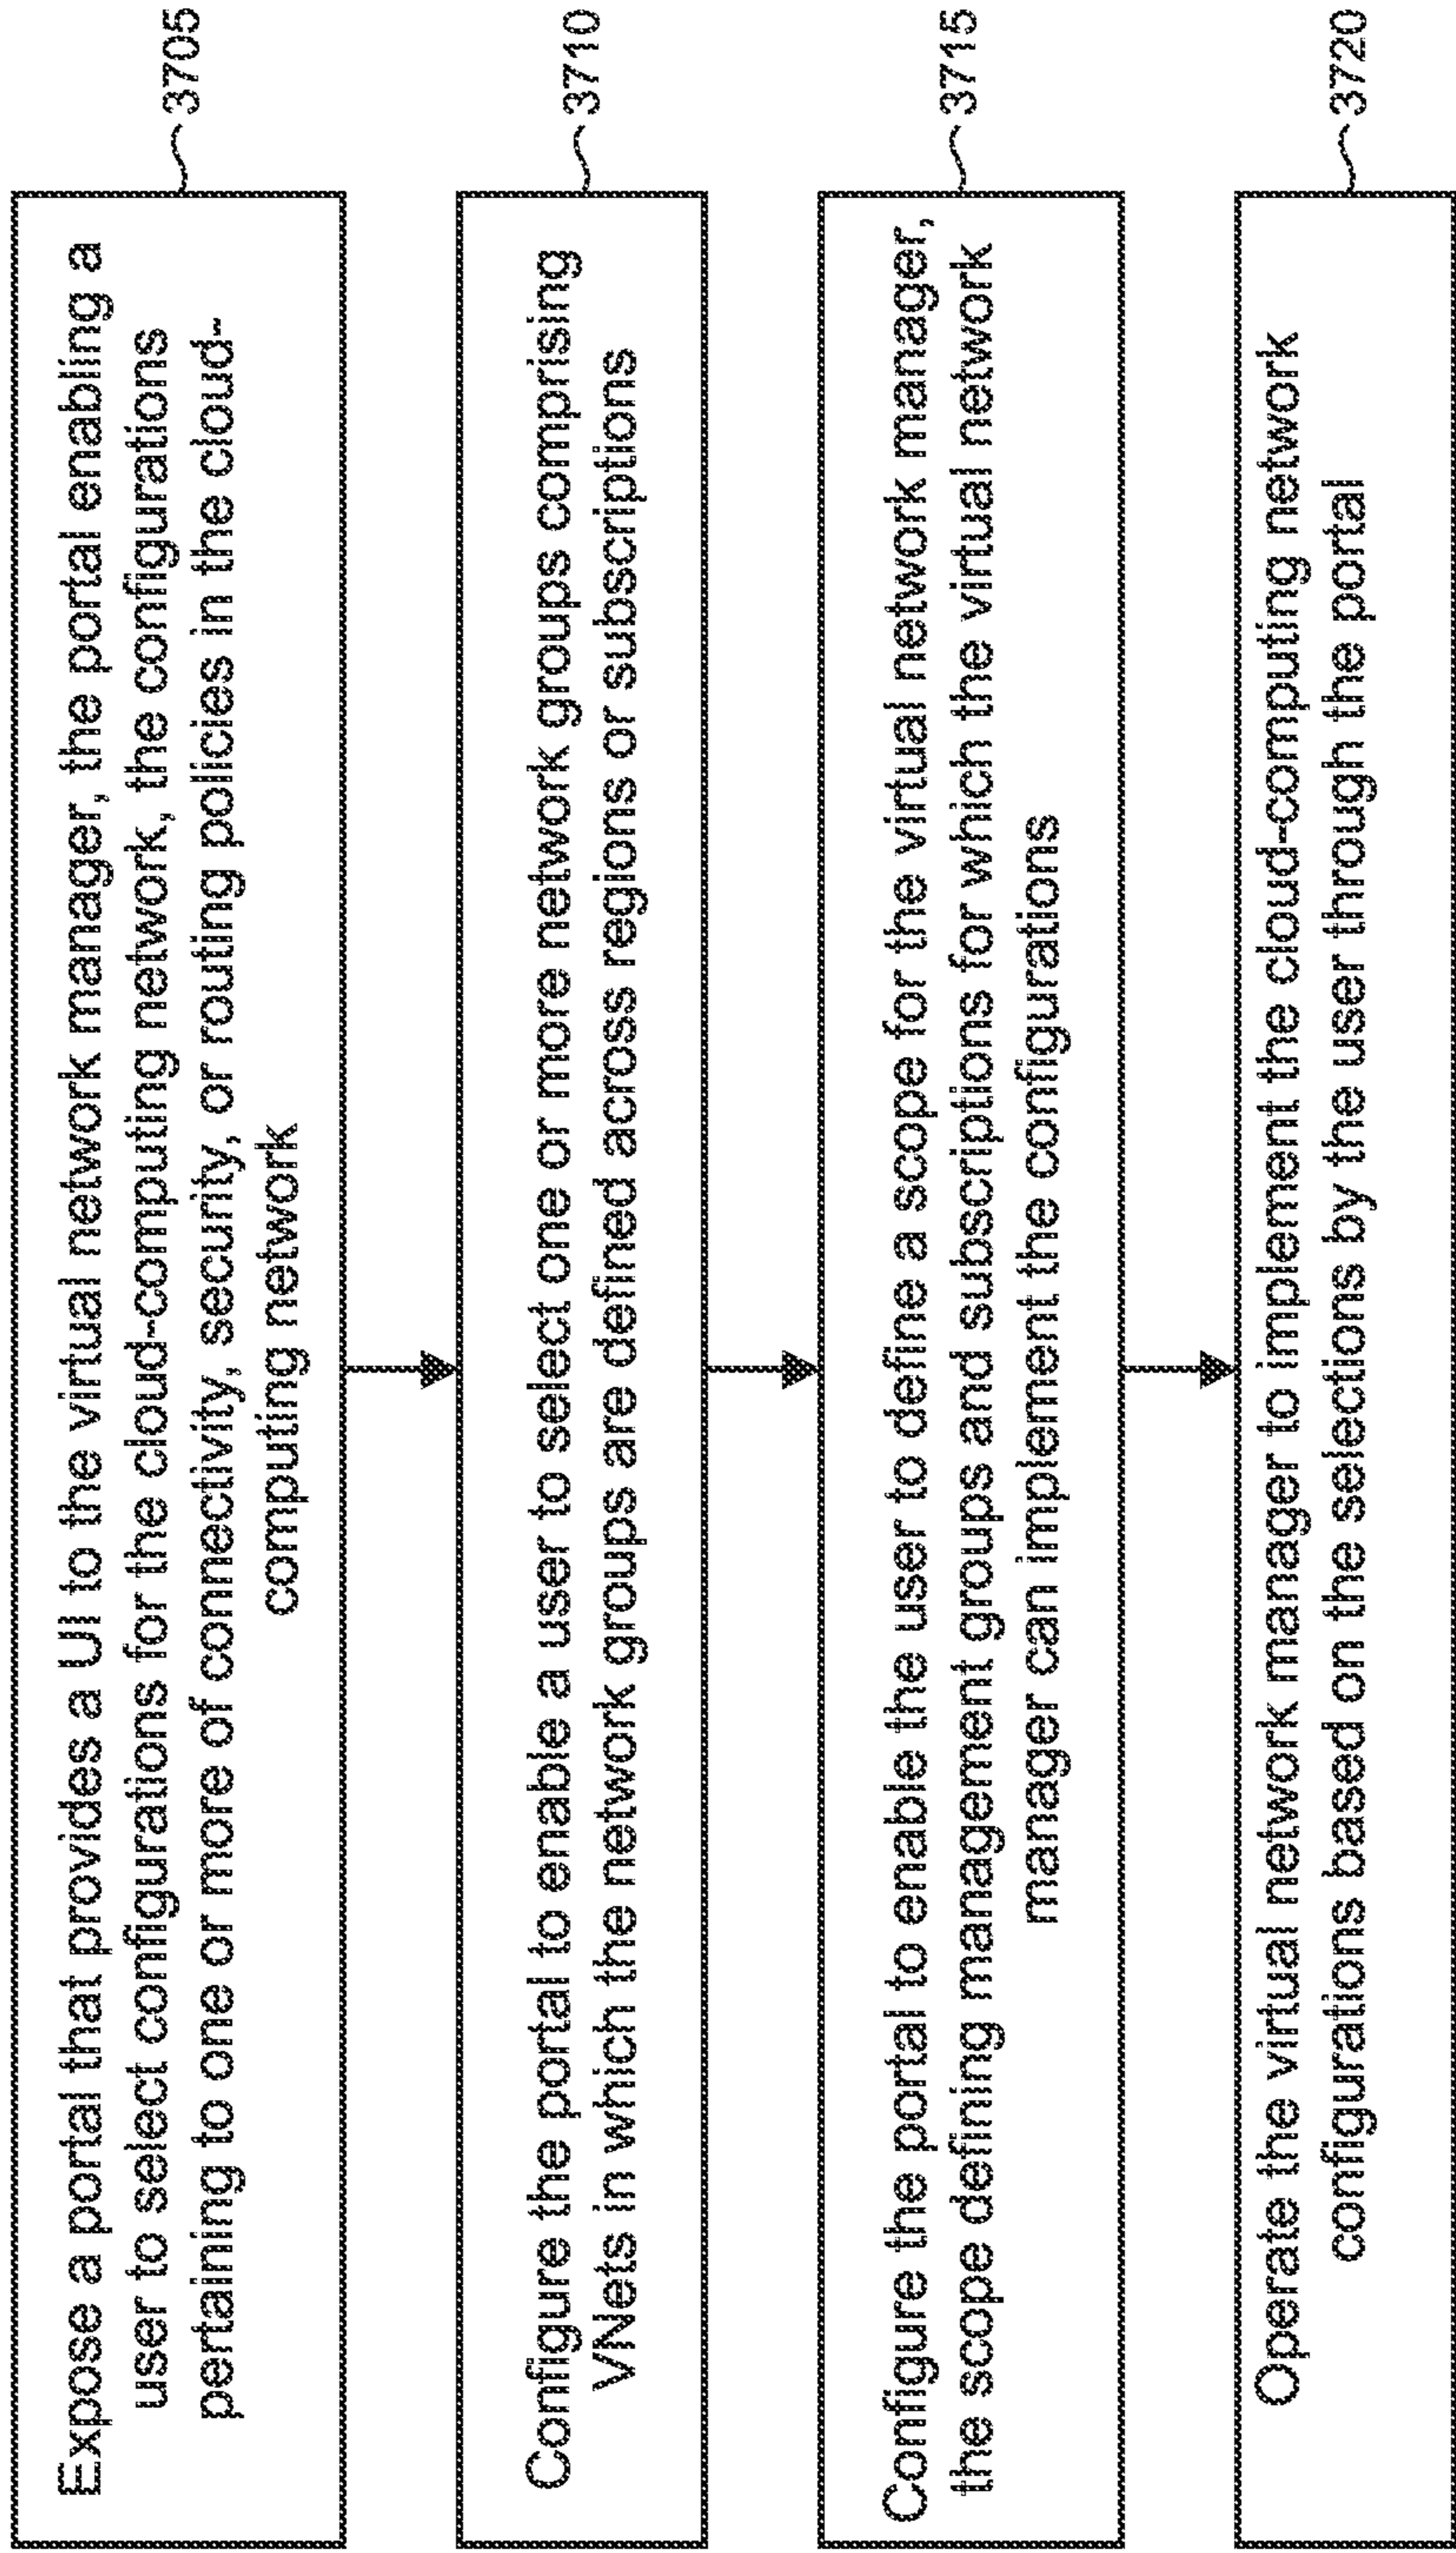 Expose a portal that provides a UI to the virtual network manager, the portal enabling a
user to select configurations for the cloud-computing network, the configurations
pertaining to one or more of connectivity, security, or routing policies in the cloud-
computing network
3705
Configure the portal to enable a user to select one or more network groups comprising
VNets in which the network groups are defined across regions or subscriptions
3710
Configure the portal to enable the user to define a scope for the virtual network manager,
the scope defining management groups and subscriptions for which the virtual network
manager can implement the configurations
3715
Operate the virtual network manager to implement the cloud-computing network
configurations based on the selections by the user through the portal
3720